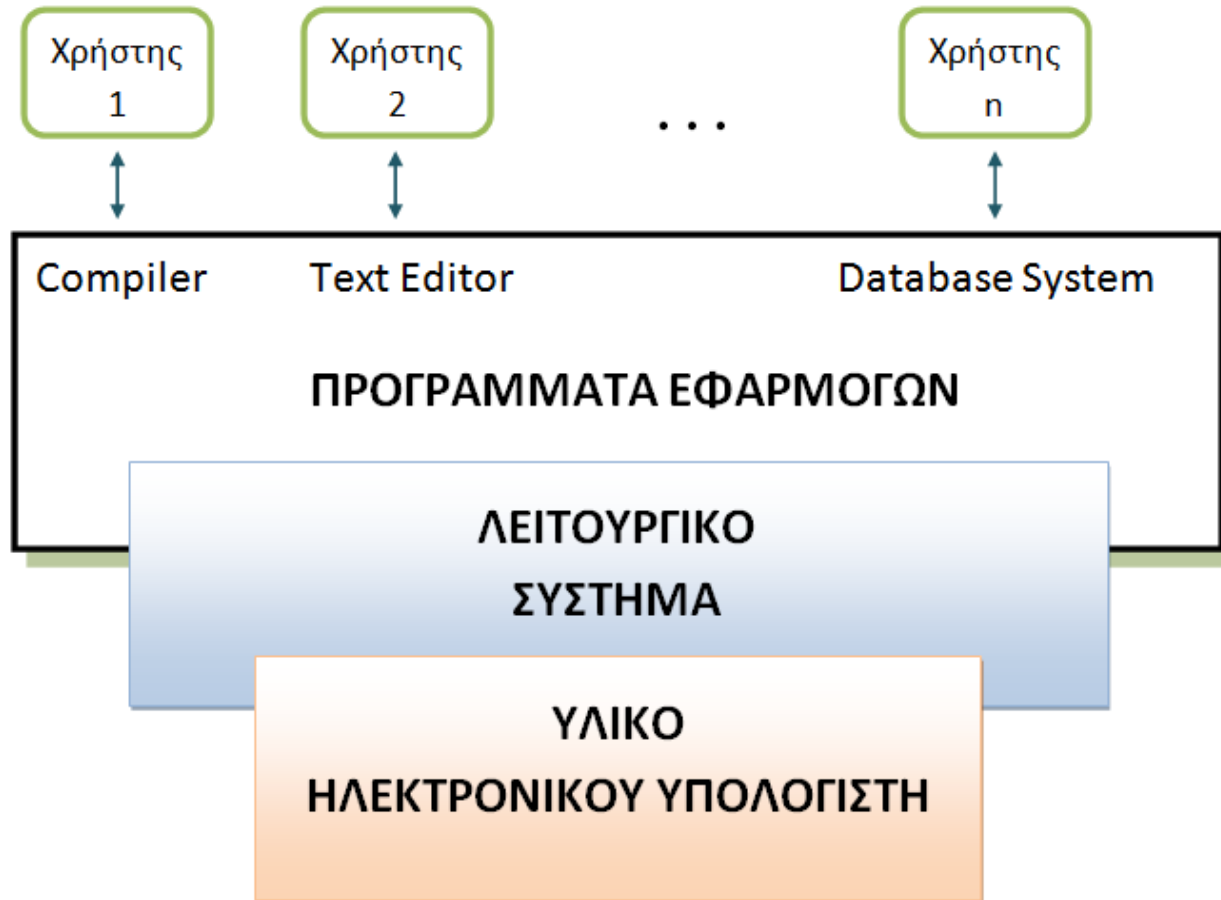 Χρήστης
1
Χρήστης
2
. . .
Χρήστης
n
Compiler
Text Editor
Database System
ΠΡΟΓΡΑΜΜΑΤΑ ΕΦΑΡΜΟΓΩΝ
ΛΕΙΤΟΥΡΓΙΚΟ
ΣΥΣΤΗΜΑ
ΥΛΙΚΟ
ΗΛΕΚΤΡΟΝΙΚΟΥ ΥΠΟΛΟΓΙΣΤΗ